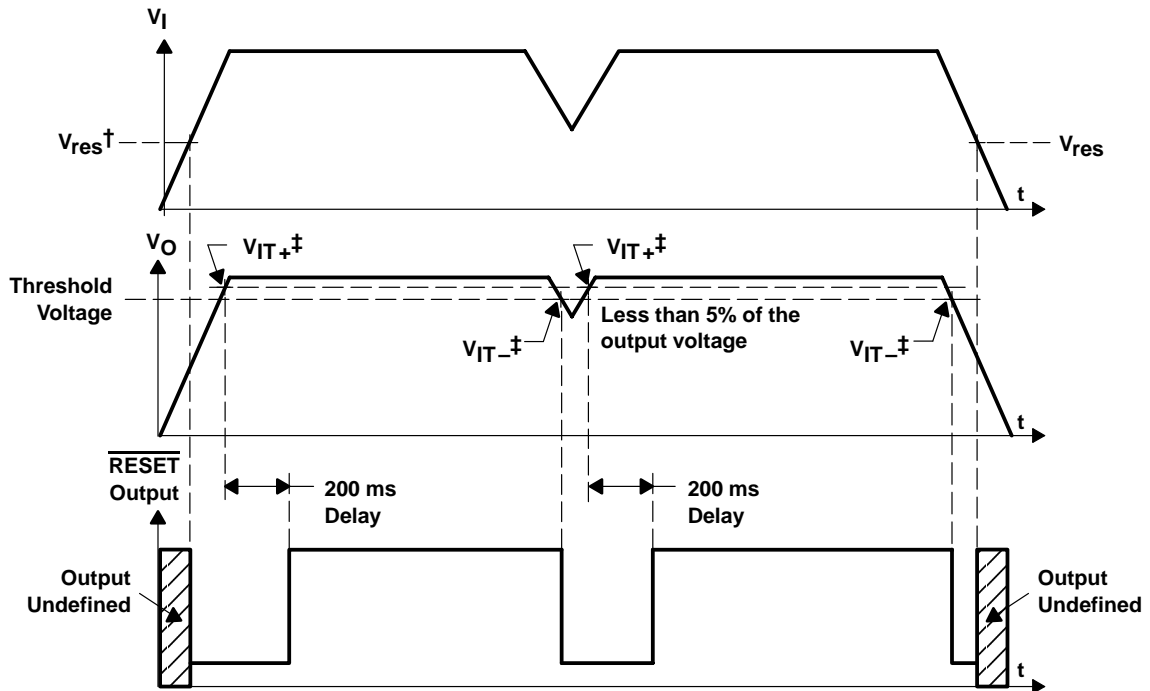 VI
Vres†
Vres
t
VO
VIT+‡
VIT+‡
Threshold
Voltage
Less than 5% of the
output voltage
VIT–‡
VIT–‡
t
RESET
Output
200 ms
Delay
200 ms
Delay
Output
Undefined
Output
Undefined
t